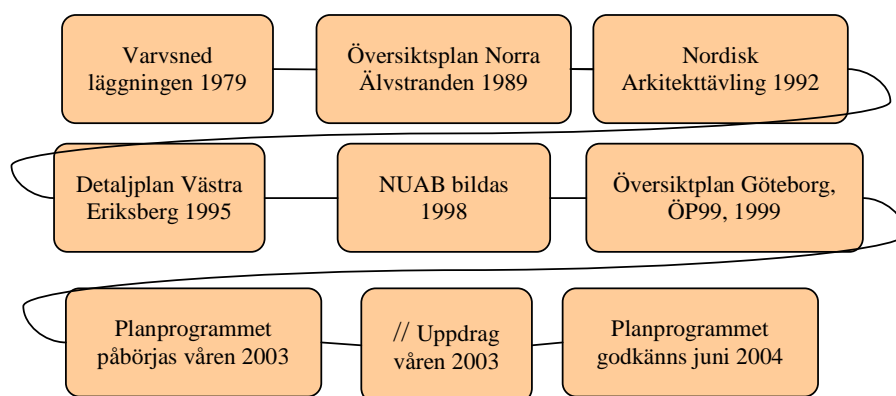 Varvsned
läggningen 1979
Översiktsplan Norra
Älvstranden 1989
Nordisk
Arkitekttävling 1992
Detaljplan Västra
Eriksberg 1995
NUAB bildas
1998
Översiktplan Göteborg,
ÖP99, 1999
Planprogrammet
påbörjas våren 2003
// Uppdrag
våren 2003
Planprogrammet
godkänns juni 2004